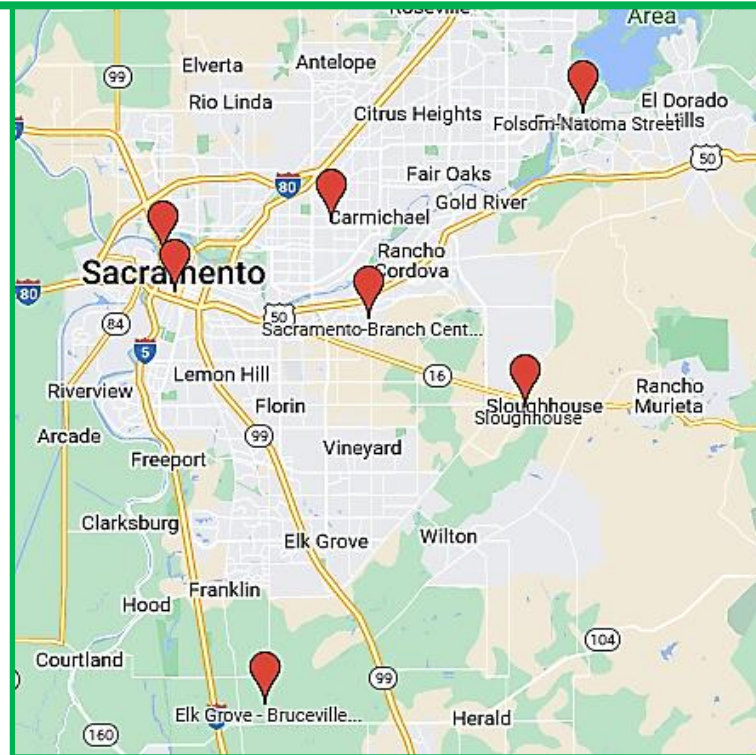 Roseville
Area
99
Elverta
Antelope
Rio Linda
Citrus Heights
El Dorado
Hills
Folsom-Natoma Street
50
80
Fair Oaks
Carmichael
Gold River
Rancho
Cordova
Sacramento
80
50
Sacramento-Branch Cent...
84
5
Lemon Hill
16
Riverview
Florin
Sloughhouse
Sloughhouse
Rancho
Murieta
Arcade
99
Vineyard
Freeport
Clarksburg
Elk Grove
Wilton
Franklin
Hood
104
Courtland
99
Elk Grove - Bruceville...
Herald
160